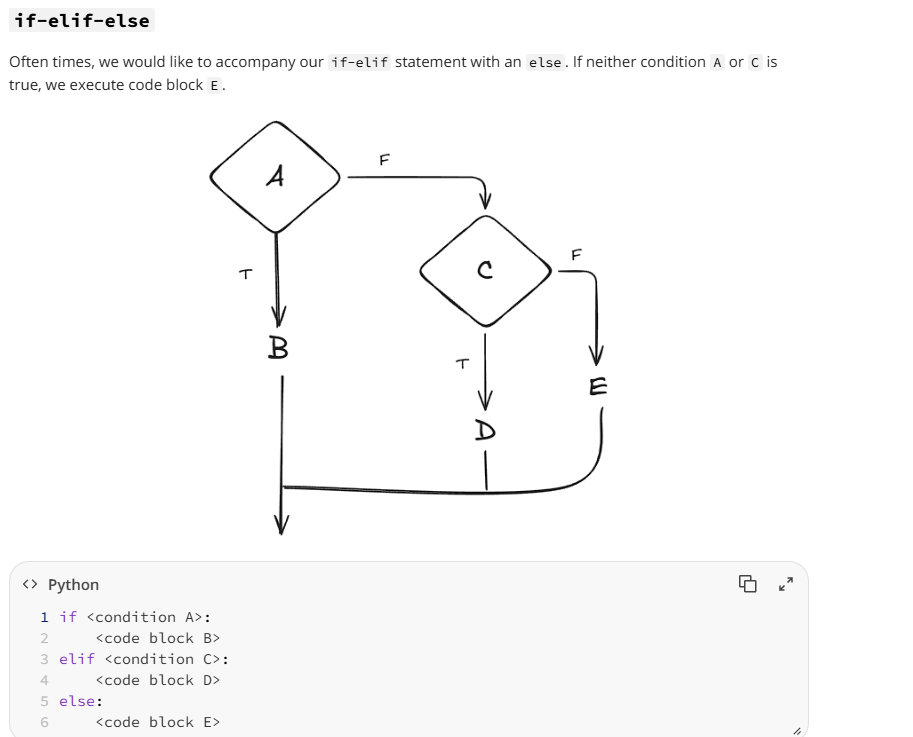 if-elif-else
Often times, we would like to accompany our if-elif statement with an else. If neither condition A or C is
true, we execute code block E.
A
F
C
F
T
B
T
E
D
<> Python
1 if <condition A>:
2     <code block B>
3 elif <condition C>:
4     <code block D>
5 else:
6     <code block E>